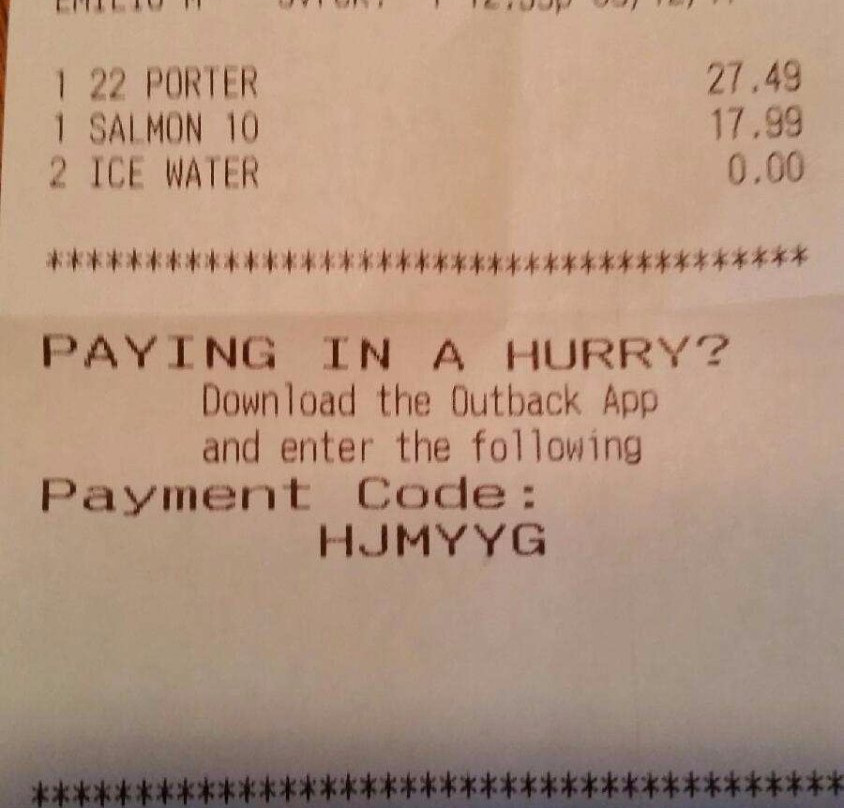 1 22 PORTER 27.49
1 SALMON 10 17.99
2 ICE WATER 0.00
***************************************
PAYING IN A HURRY?
Download the Outback App
and enter the following
Payment Code:
HJMYYG
****************************************